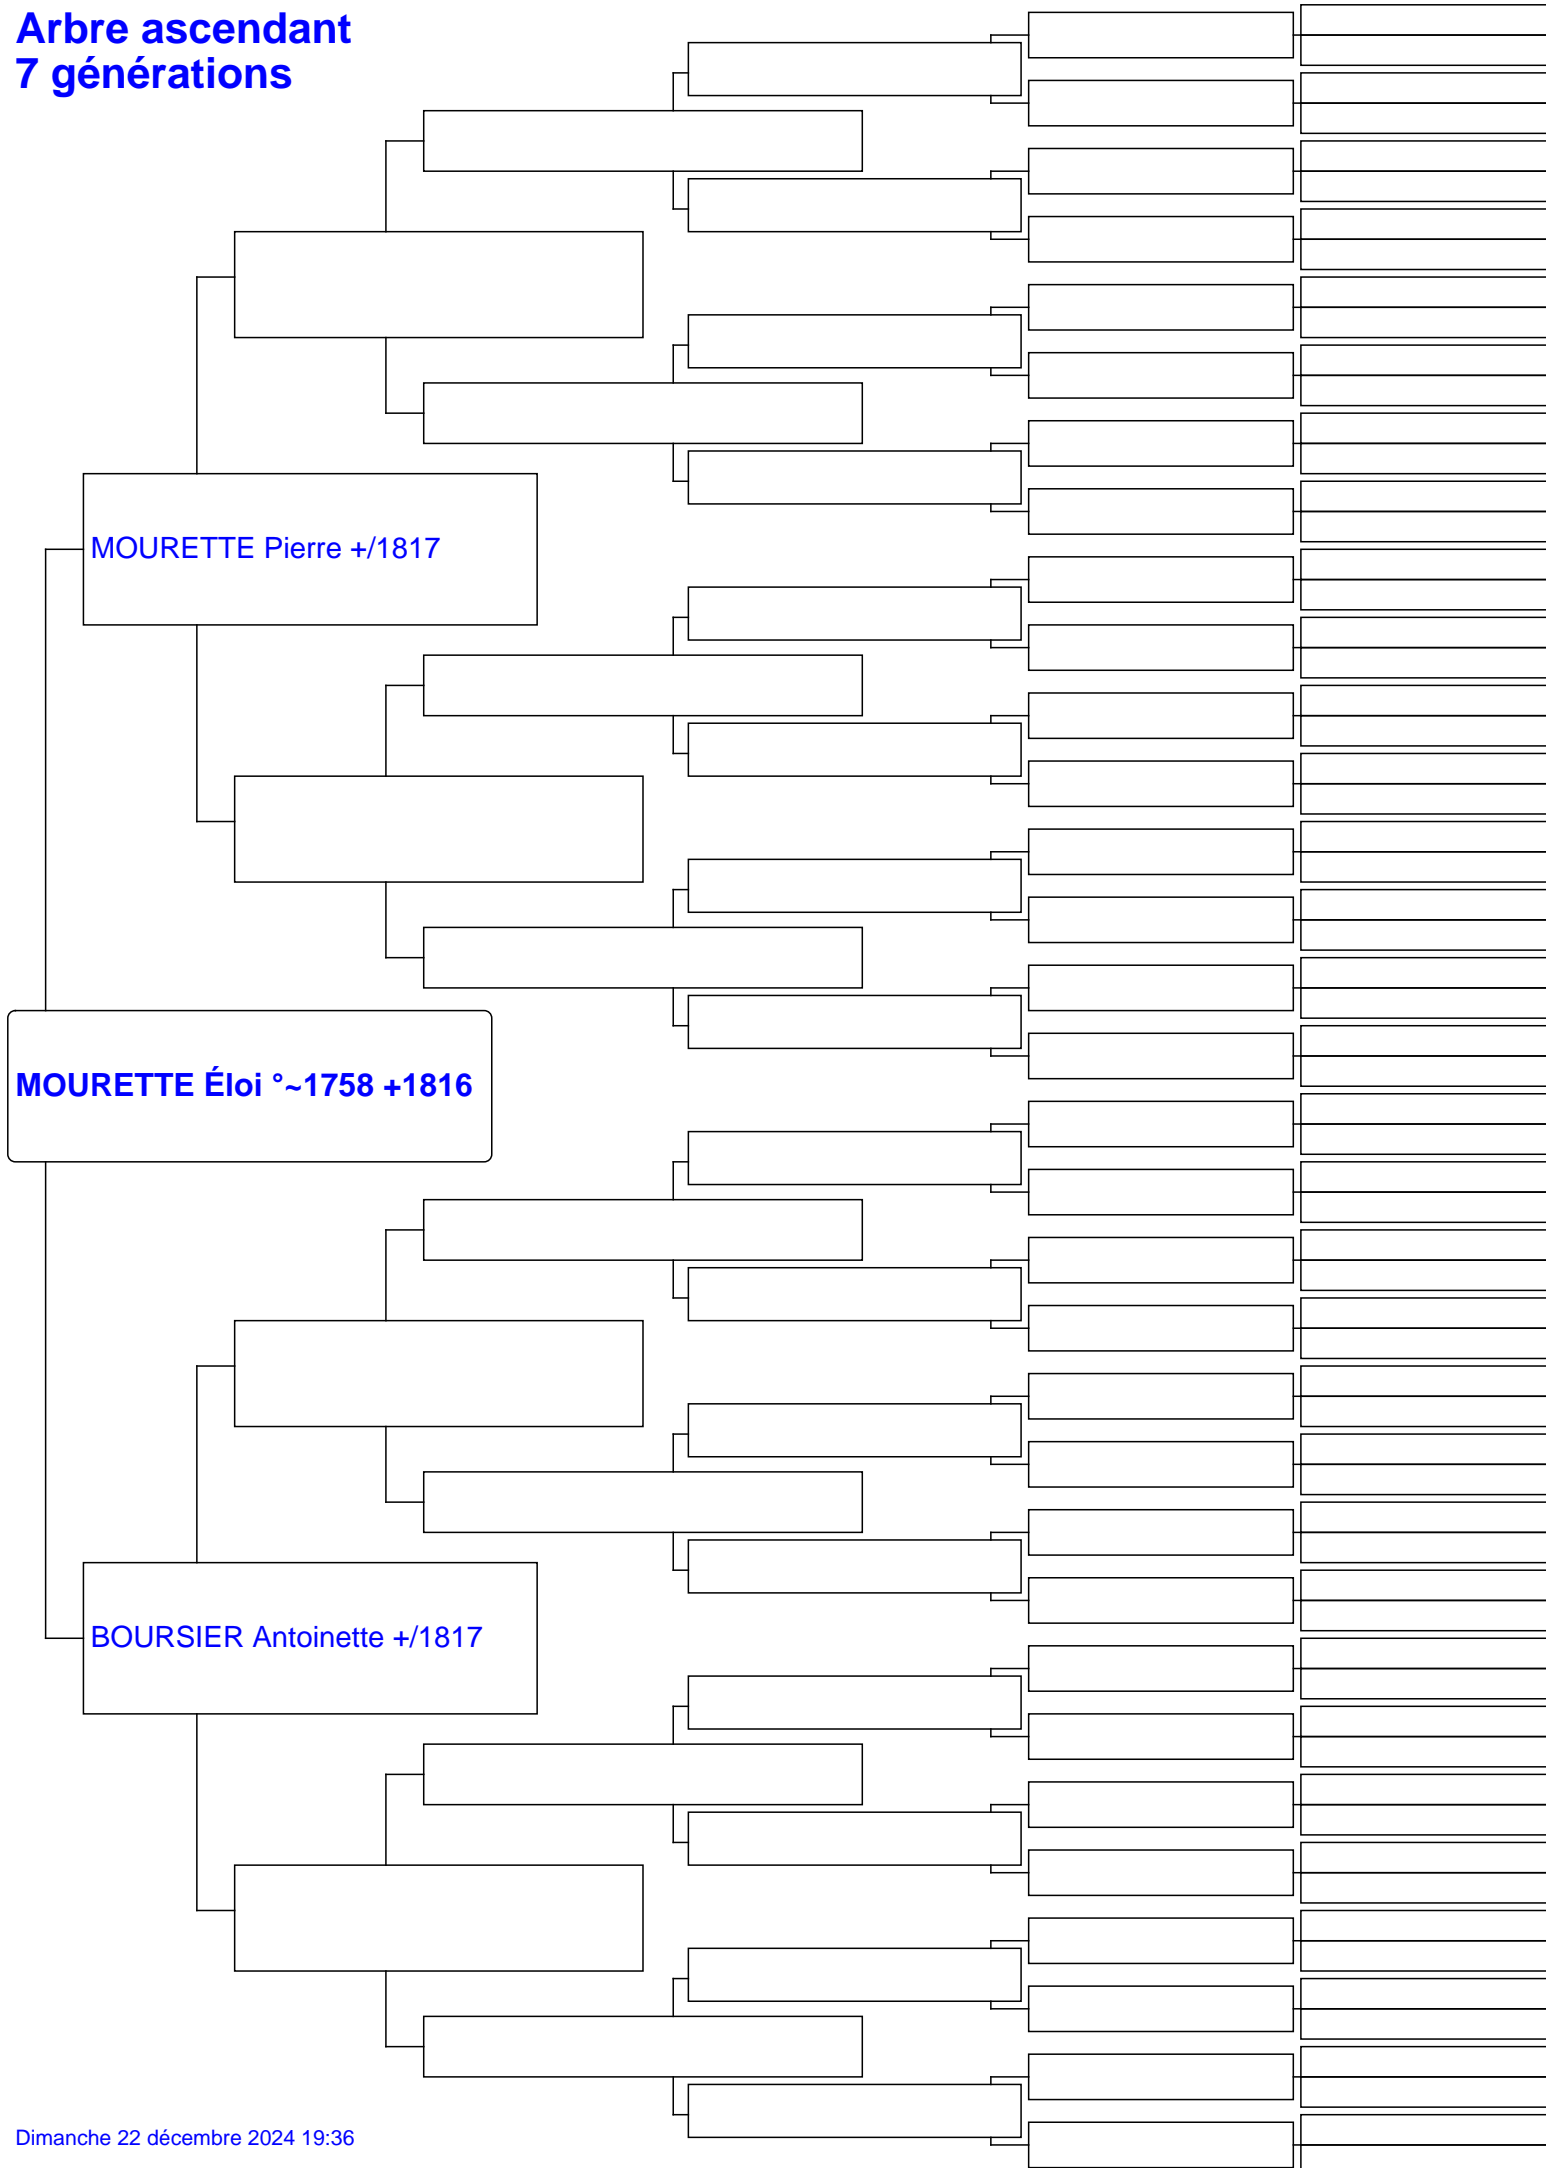 Arbre ascendant
7 générations
MOURETTE Pierre +/1817
MOURETTE Éloi °~1758 +1816
BOURSIER Antoinette +/1817
Dimanche 22 décembre 2024 19:36